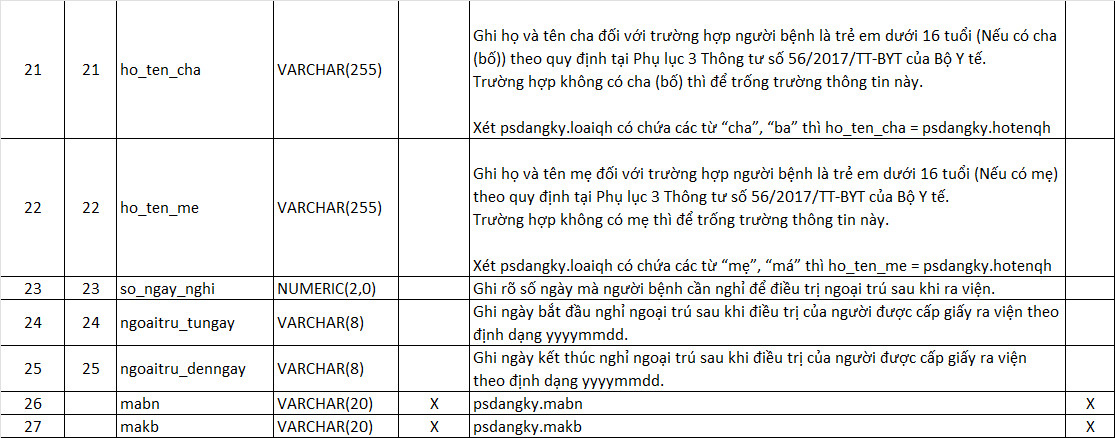 21 21 ho_ten_cha VARCHAR(255) Ghi họ và tên cha đối với trường hợp người bệnh là trẻ em dưới 16 tuổi (Nếu có cha
(bố)) theo quy định tại Phụ lục 3 Thông tư số 56/2017/TT-BYT của Bộ Y tế.
Trường hợp không có cha (bố) thì để trống trường thông tin này.
Xét psdangky.loaiqh có chứa các từ “cha”, “ba” thì ho_ten_cha = psdangky.hotenqh
22 22 ho_ten_me VARCHAR(255) Ghi họ và tên mẹ đối với trường hợp người bệnh là trẻ em dưới 16 tuổi (Nếu có mẹ)
theo quy định tại Phụ lục 3 Thông tư số 56/2017/TT-BYT của Bộ Y tế.
Trường hợp không có mẹ thì để trống trường thông tin này.
Xét psdangky.loaiqh có chứa các từ “mẹ”, “má” thì ho_ten_me = psdangky.hotenqh
23 23 so_ngay_nghi NUMERIC(2,0) Ghi rõ số ngày mà người bệnh cần nghỉ để điều trị ngoại trú sau khi ra viện.
24 24 ngoaitru_tungay VARCHAR(8) Ghi ngày bắt đầu nghỉ ngoại trú sau khi điều trị của người được cấp giấy ra viện theo
định dạng yyyymmdd.
25 25 ngoaitru_denngay VARCHAR(8) Ghi ngày kết thúc nghỉ ngoại trú sau khi điều trị của người được cấp giấy ra viện
theo định dạng yyyymmdd.
26 mabn VARCHAR(20) X psdangky.mabn X
27 makb VARCHAR(20) X psdangky.makb X